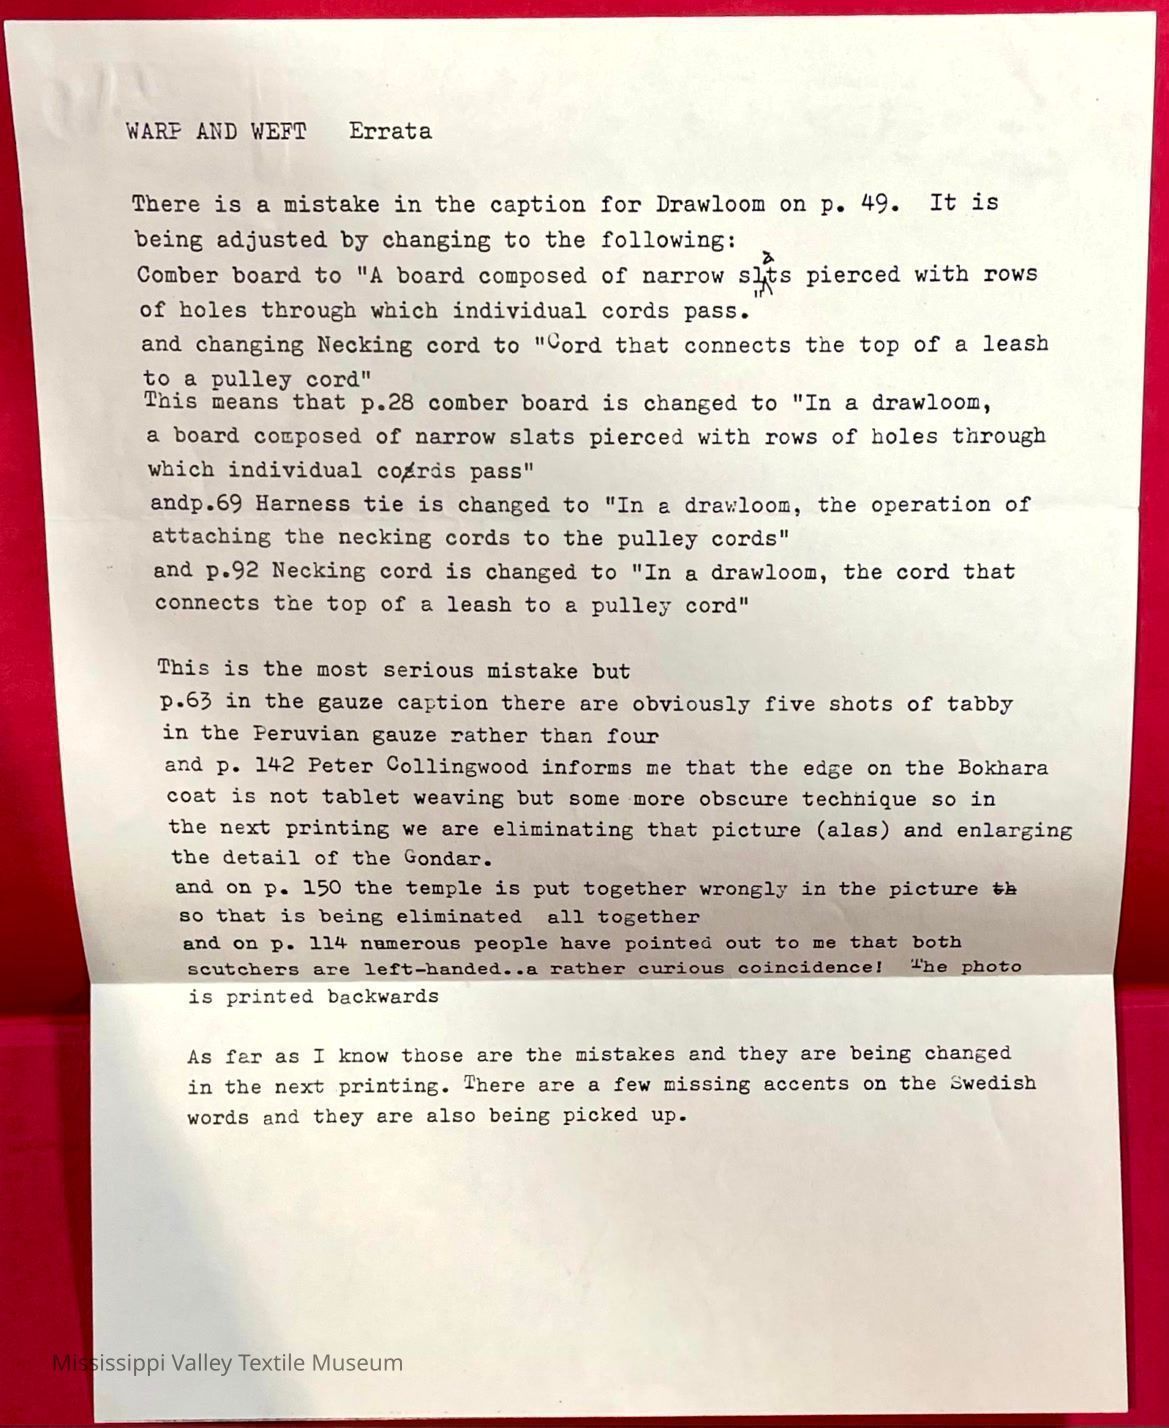 WARP AND WEFT   Errata
There is a mistake in the caption for Drawloom on p. 49.  It is
being adjusted by changing to the following:
Comber board to "A board composed of narrow slats pierced with rows
of holes through which individual cords pass."
and changing Necking cord to "Cord that connects the top of a leash
to a pulley cord"
This means that p.28 comber board is changed to "In a drawloom,
a board composed of narrow slats pierced with rows of holes through
which individual cords pass"
andp.69 Harness tie is changed to "In a drawloom, the operation of
attaching the necking cords to the pulley cords"
and p.92 Necking cord is changed to "In a drawloom, the cord that
connects the top of a leash to a pulley cord"
This is the most serious mistake but
p.63 in the gauze caption there are obviously five shots of tabby
in the Peruvian gauze rather than four
and p. 142 Peter Collingwood informs me that the edge on the Bokhara
coat is not tablet weaving but some more obscure technique so in
the next printing we are eliminating that picture (alas) and enlarging
the detail of the Gondar.
and on p. 150 the temple is put together wrongly in the picture th
so that is being eliminated  all together
and on p. 114 numerous people have pointed out to me that both
scutchers are left-handed..a rather curious coincidence!  The photo
is printed backwards
As far as I know those are the mistakes and they are being changed
in the next printing. There are a few missing accents on the Swedish
words and they are also being picked up.
Mississippi Valley Textile Museum